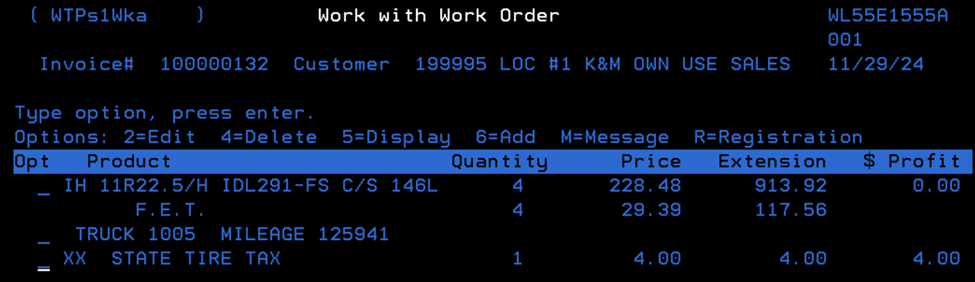 ( WTPs1Wka ) Work with Work Order WL55E1555A
001
Invoice# 100000132 Customer 199995 LOC #1 K&M OWN USE SALES 11/29/24
Type option, press enter.
Options: 2=Edit 4=Delete 5=Display 6=Add M=Message R=Registration
Opt Product Quantity Price Extension $ Profit
_ IH 11R22.5/H IDL291-FS C/S 146L 4 228.48 913.92 0.00
F.E.T. 4 29.39 117.56
_ TRUCK 1005 MILEAGE 125941
_ XX STATE TIRE TAX 1 4.00 4.00 4.00